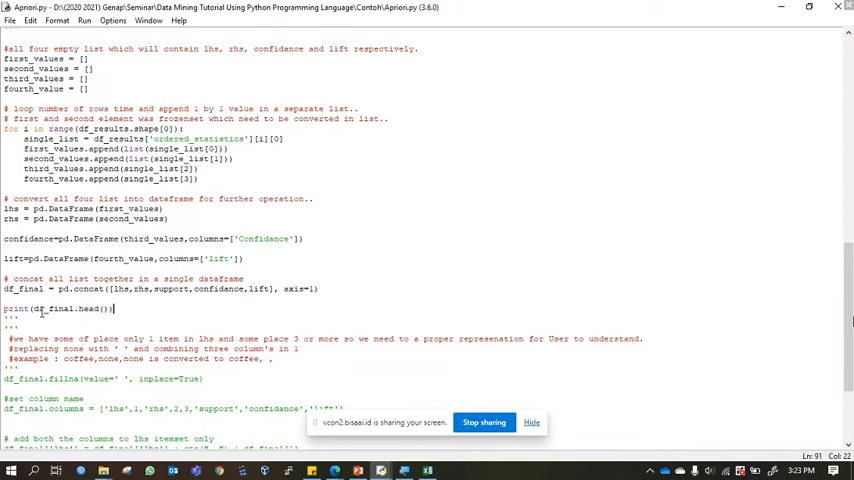 Apriori.py - D:\(2020 2021) Genap\Seminar\Data Mining Tutorial Using Python Programming Language\Contoh\Apriori.py (3.6.0)
File Edit Format Run Options Window Help
#all four empty list which will contain lhs, rhs, confidance and lift respectively.
first_values = []
second_values = []
third_values = []
fourth_value = []
# loop number of rows time and append 1 by 1 value in a separate list..
# first and second element was frozenset which need to be converted in list..
for i in range(df_results.shape[0]):
single_list = df_results['ordered_statistics'][i][0]
first_values.append(list(single_list[0]))
second_values.append(list(single_list[1]))
third_values.append(single_list[2])
fourth_value.append(single_list[3])
# convert all four list into dataframe for further operation..
lhs = pd.DataFrame(first_values)
rhs = pd.DataFrame(second_values)
confidance=pd.DataFrame(third_values,columns=['Confidance'])
lift=pd.DataFrame(fourth_value,columns=['lift'])
# concat all list together in a single dataframe
df_final = pd.concat([lhs,rhs,support,confidance,lift], axis=1)
print(df_final.head())
'''
'''
#we have some of place only 1 item in lhs and some place 3 or more so we need to a proper represenation for User to understand.
#replacing none with ' ' and combining three column's in 1
#example : coffee,none,none is converted to coffee, ,
'''
df_final.fillna(value=' ', inplace=True)
#set column name
df_final.columns = ['lhs',1,'rhs',2,3,'support','confidance','lift']
# add both the columns to lhs itemset only
vcon2.bisaai.id is sharing your screen. Stop sharing Hide
Ln: 91 Col: 22
3:23 PM